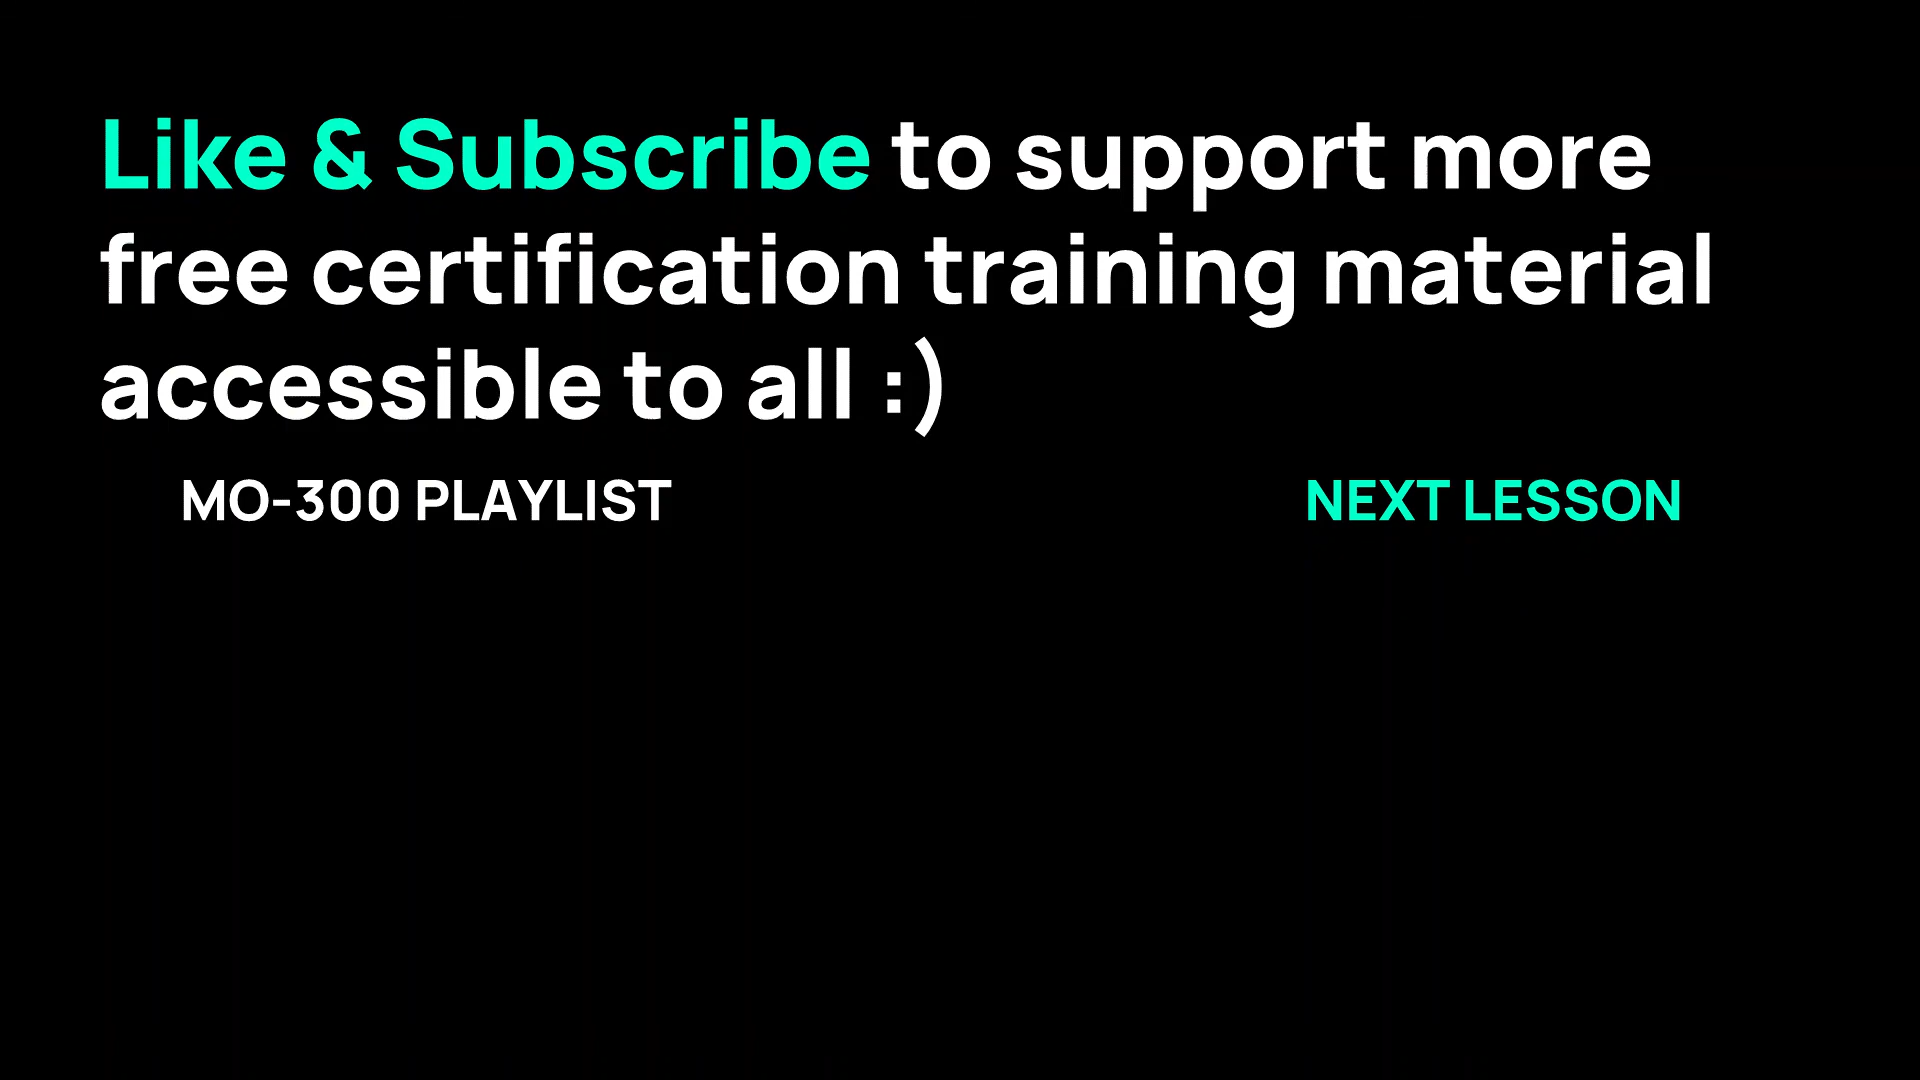 Like & Subscribe to support more
free certification training material
accessible to all :)
MO-300 PLAYLIST
NEXT LESSON